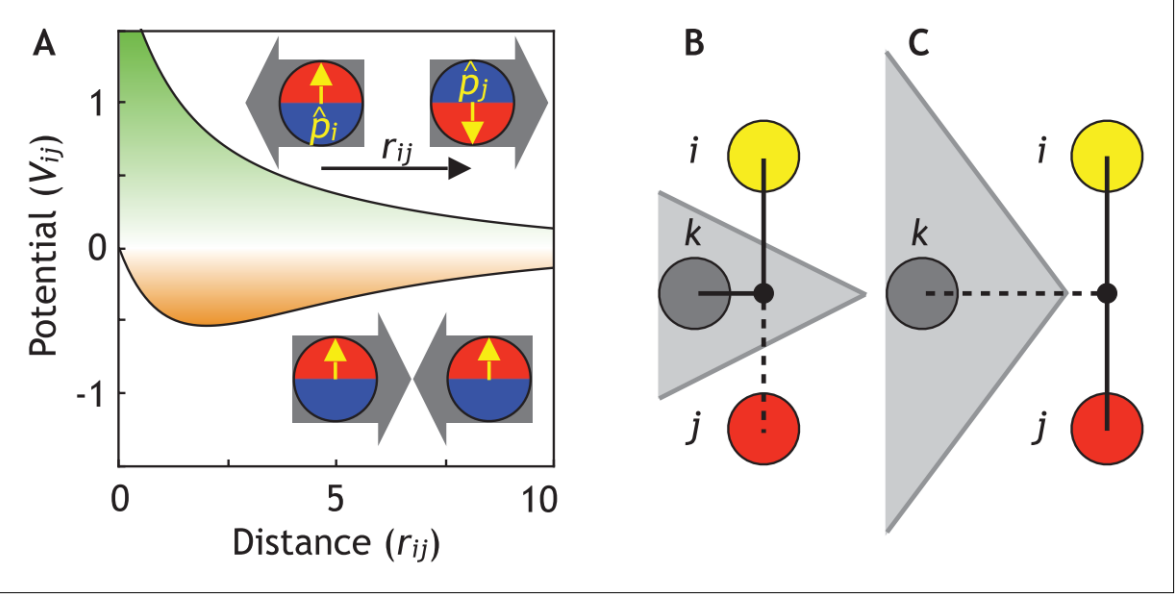 A
Potential (Vij)
1
0
-1
p̂i
p̂j
rij
0
5
10
Distance (rij)
B
i
k
j
C
i
k
j